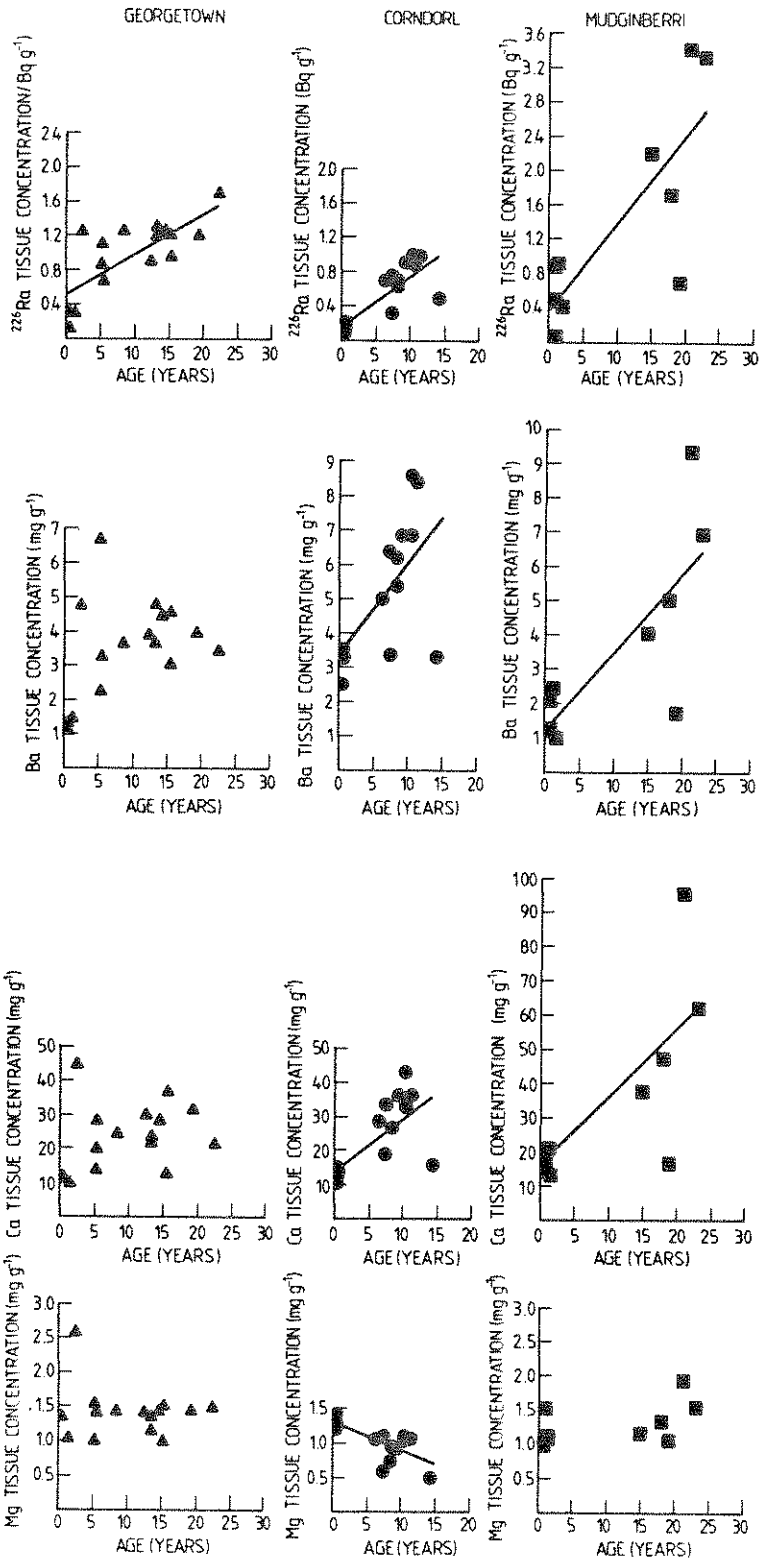 GEORGETOWN
CORNDORL
MUDGINBERRI
²²⁶Ra TISSUE CONCENTRATION/Bq g⁻¹
2.4
2.0
1.6
1.2
0.8
0.4
0 5 10 15 20 25 30
AGE (YEARS)
²²⁶Ra TISSUE CONCENTRATION (Bq g⁻¹)
2.0
1.6
1.2
0.8
0.4
0 5 10 15 20
AGE (YEARS)
²²⁶Ra TISSUE CONCENTRATION (Bq g⁻¹)
3.6
3.2
2.8
2.4
2.0
1.6
1.2
0.8
0.4
0 5 10 15 20 25 30
AGE (YEARS)
Ba TISSUE CONCENTRATION (mg g⁻¹)
7
6
5
4
3
2
1
0 5 10 15 20 25 30
AGE (YEARS)
Ba TISSUE CONCENTRATION (mg g⁻¹)
9
8
7
6
5
4
3
2
1
0 5 10 15 20
AGE (YEARS)
Ba TISSUE CONCENTRATION (mg g⁻¹)
10
9
8
7
6
5
4
3
2
1
0 5 10 15 20 25 30
AGE (YEARS)
Ca TISSUE CONCENTRATION (mg g⁻¹)
50
40
30
20
10
0 5 10 15 20 25 30
AGE (YEARS)
Ca TISSUE CONCENTRATION (mg g⁻¹)
50
40
30
20
10
0 5 10 15 20
AGE (YEARS)
Ca TISSUE CONCENTRATION (mg g⁻¹)
100
90
80
70
60
50
40
30
20
10
0 5 10 15 20 25 30
AGE (YEARS)
Mg TISSUE CONCENTRATION (mg g⁻¹)
3.0
2.5
2.0
1.5
1.0
0.5
0 5 10 15 20 25 30
AGE (YEARS)
Mg TISSUE CONCENTRATION (mg g⁻¹)
1.5
1.0
0.5
0 5 10 15 20
AGE (YEARS)
Mg TISSUE CONCENTRATION (mg g⁻¹)
3.0
2.5
2.0
1.5
1.0
0.5
0 5 10 15 20 25 30
AGE (YEARS)